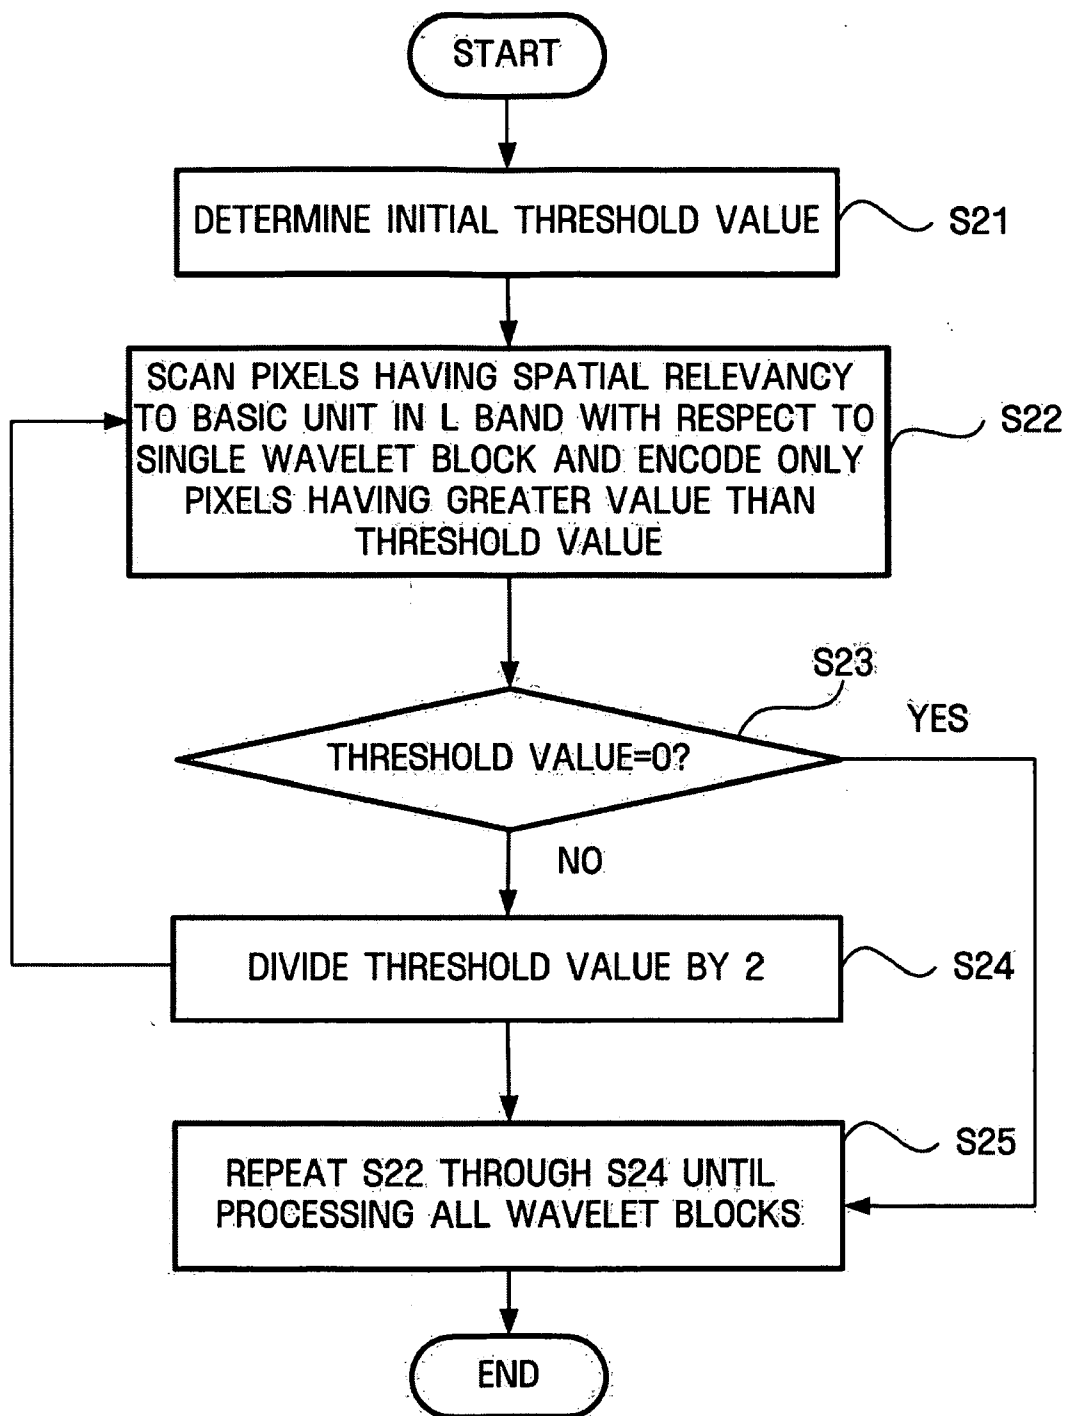 START
DETERMINE INITIAL THRESHOLD VALUE
S21
SCAN PIXELS HAVING SPATIAL RELEVANCY
TO BASIC UNIT IN L BAND WITH RESPECT TO
SINGLE WAVELET BLOCK AND ENCODE ONLY
PIXELS HAVING GREATER VALUE THAN
THRESHOLD VALUE
S22
S23
THRESHOLD VALUE=0?
YES
NO
DIVIDE THRESHOLD VALUE BY 2
S24
REPEAT S22 THROUGH S24 UNTIL
PROCESSING ALL WAVELET BLOCKS
S25
END